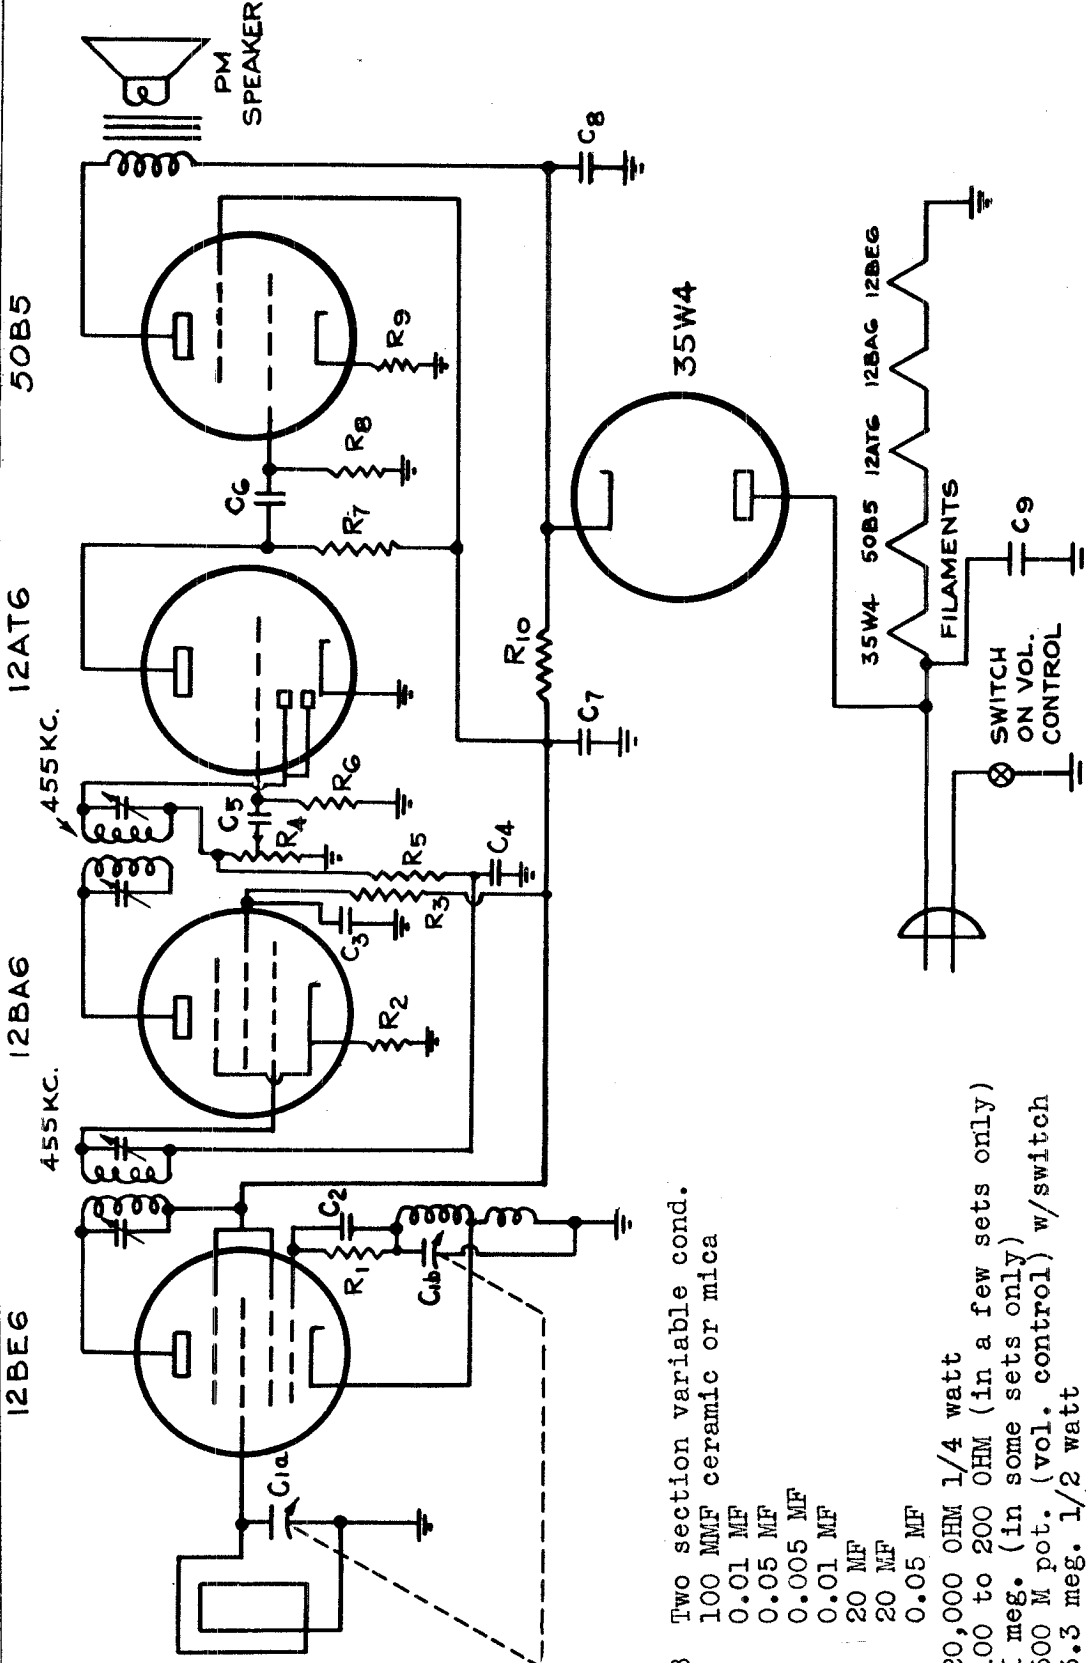 12BE6
12BA6
12AT6
50B5
455KC.
455KC.
PM
SPEAKER
C1a
R1
C2
C1b
R2
C3
R3
R5
C4
R4
C5
R6
R7
C6
R8
R9
C7
R10
C8
35W4
35W4 50B5 12AT6 12BA6 12BE6
FILAMENTS
SWITCH
ON VOL.
CONTROL
C9
Two section variable cond.
100 MMF ceramic or mica
0.01 MF
0.05 MF
0.005 MF
0.01 MF
20 MF
20 MF
0.05 MF
20,000 OHM 1/4 watt
100 to 200 OHM (in a few sets only)
meg. (in some sets only)
500 M pot. (vol. control) w/switch
3.3 meg. 1/2 watt